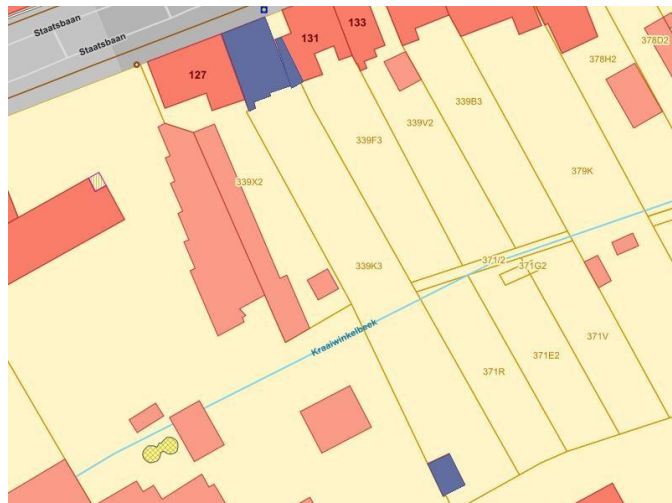 Staatsbaan
Staatsbaan
127
131
133
378D2
378H2
339B3
339V2
339F3
379K
339X2
339K3
371/2
371G2
Kraaiwinkelbeek
371V
371E2
371R